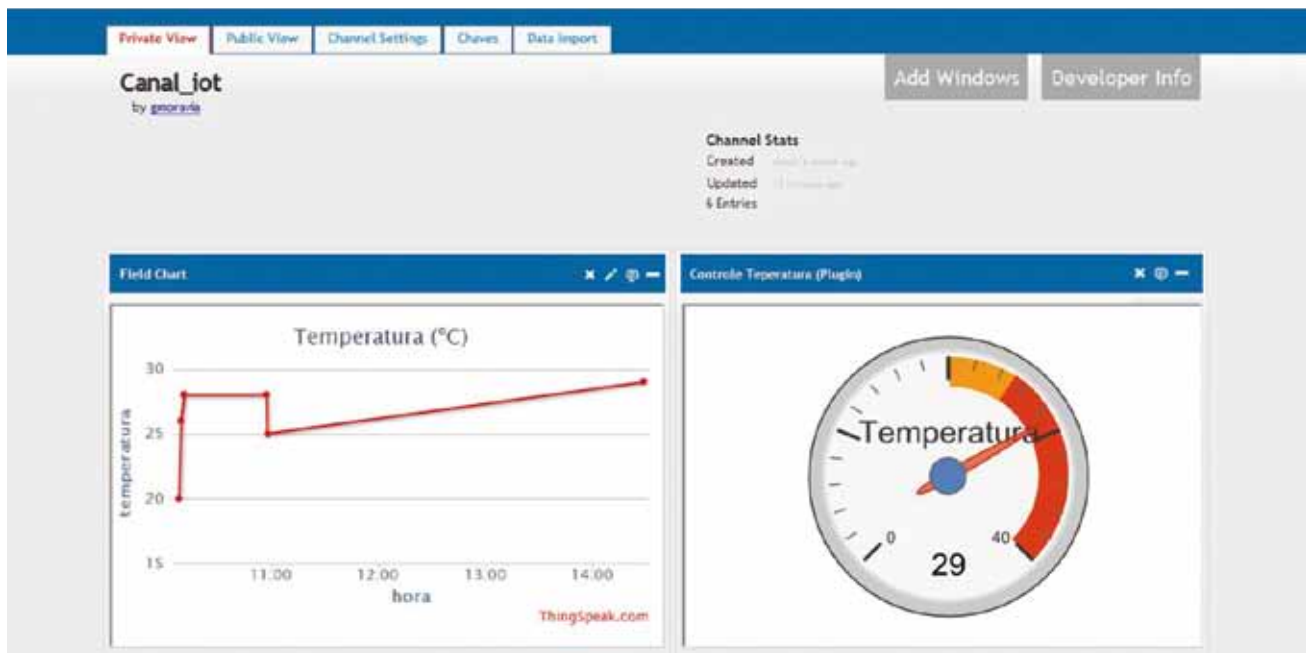 Private View
Public View
Channel Settings
Chaves
Data Import
Canal_iot
by gmoravia
Add Windows
Developer Info
Channel Stats
Created
Updated
6 Entries
Field Chart
Temperatura (°C)
30
25
20
15
temperatura
11:00
12:00
13:00
14:00
hora
ThingSpeak.com
Controle Teperatura (Plugin)
Temperatura
0
40
29